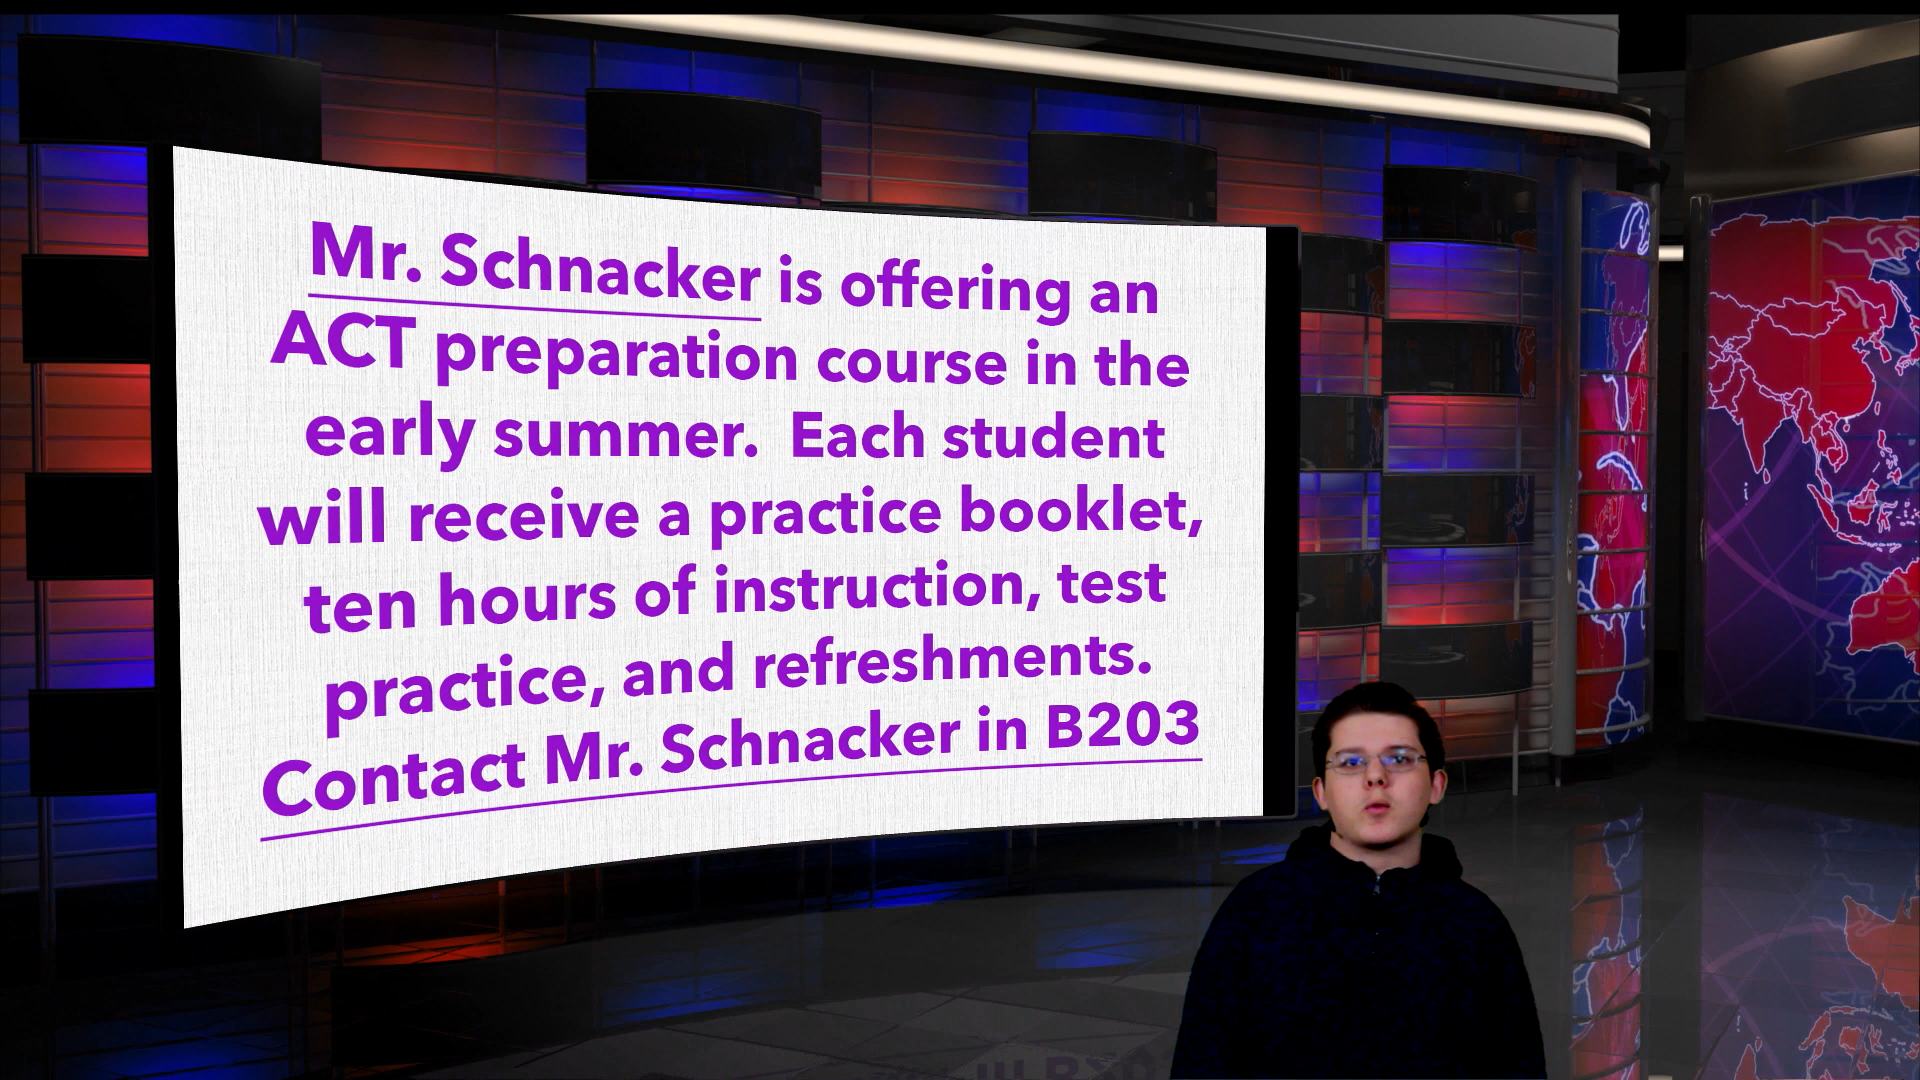 Mr. Schnacker is offering an
ACT preparation course in the
early summer.  Each student
will receive a practice booklet,
ten hours of instruction, test
practice, and refreshments.
Contact Mr. Schnacker in B203